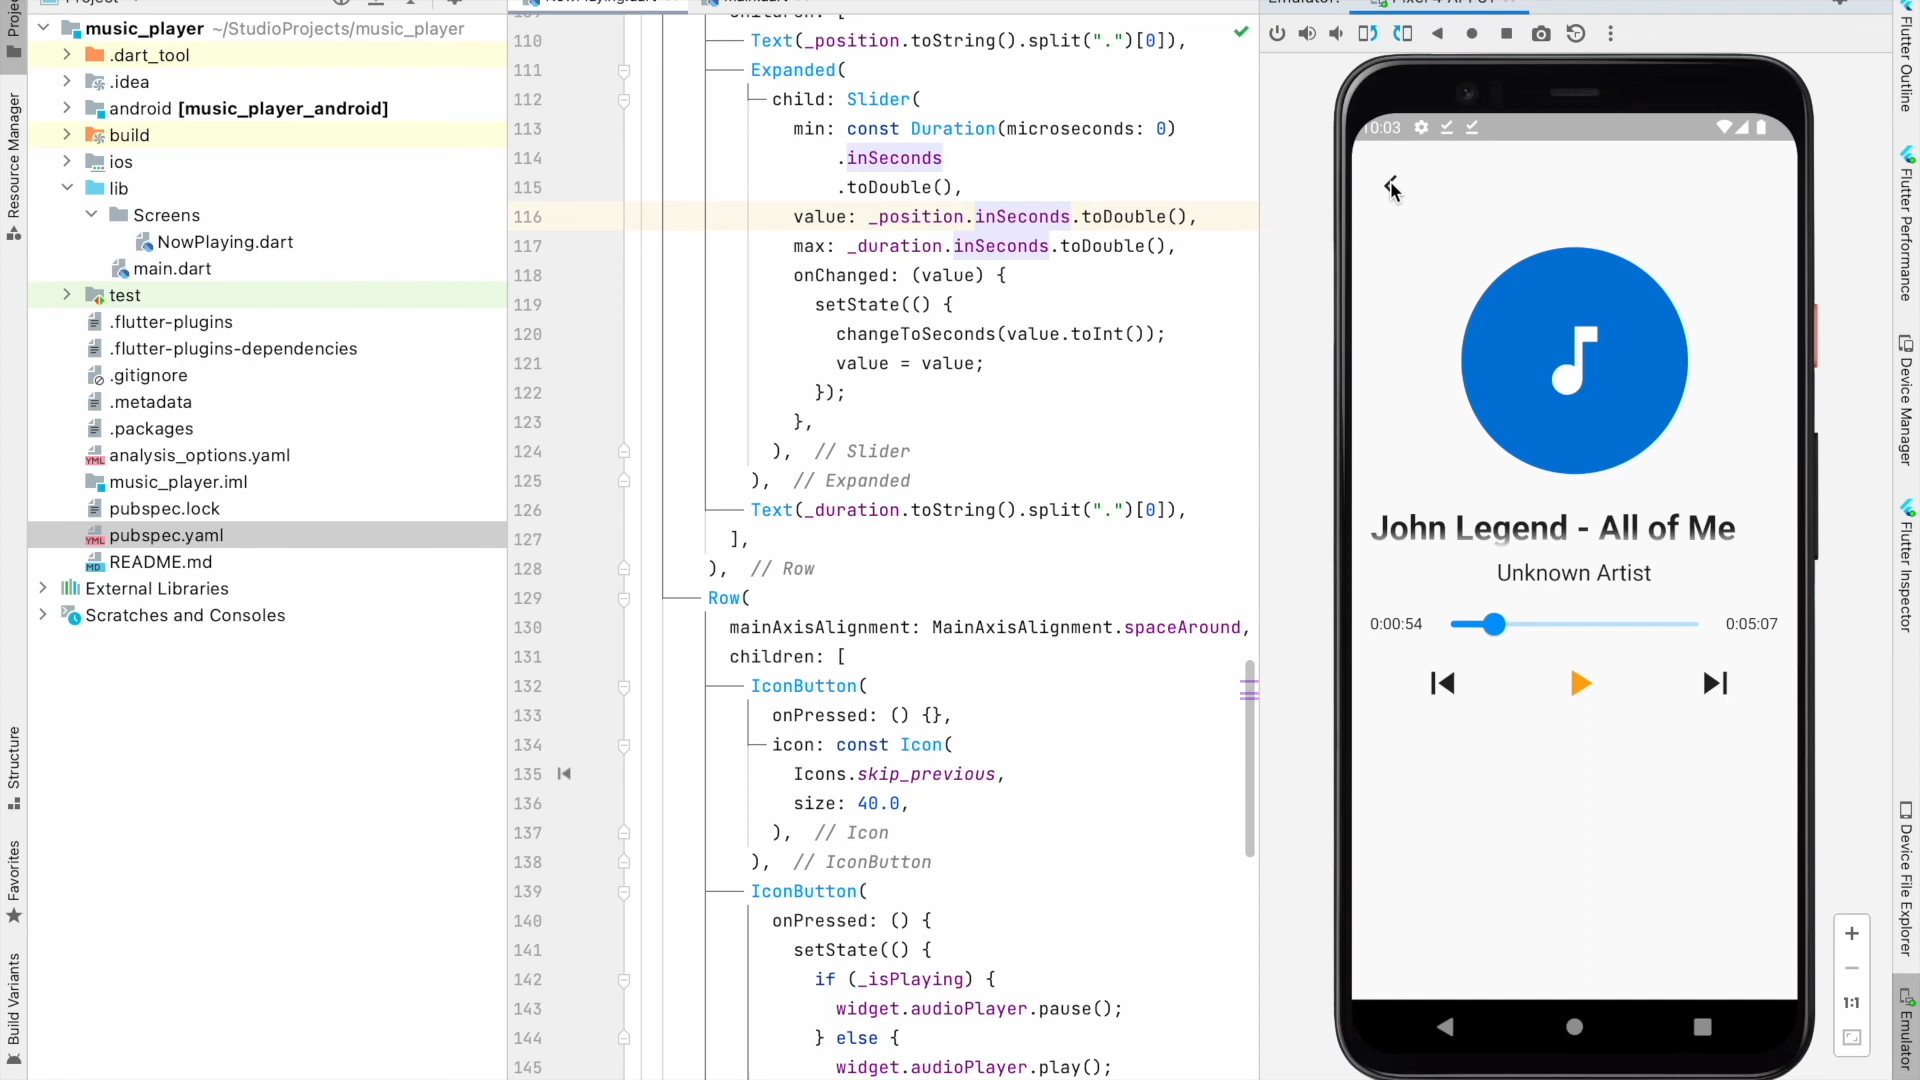 Project
music_player ~/StudioProjects/music_player
.dart_tool
.idea
android [music_player_android]
build
ios
lib
Screens
NowPlaying.dart
main.dart
test
.flutter-plugins
.flutter-plugins-dependencies
.gitignore
.metadata
.packages
analysis_options.yaml
music_player.iml
pubspec.lock
pubspec.yaml
README.md
External Libraries
Scratches and Consoles
Resource Manager
Structure
Favorites
Build Variants
110 Text(_position.toString().split(".")[0]),
111 Expanded(
112 child: Slider(
113 min: const Duration(microseconds: 0)
114 .inSeconds
115 .toDouble(),
116 value: _position.inSeconds.toDouble(),
117 max: _duration.inSeconds.toDouble(),
118 onChanged: (value) {
119 setState(() {
120 changeToSeconds(value.toInt());
121 value = value;
122 });
123 },
124 ), // Slider
125 ), // Expanded
126 Text(_duration.toString().split(".")[0]),
127 ],
128 ), // Row
129 Row(
130 mainAxisAlignment: MainAxisAlignment.spaceAround,
131 children: [
132 IconButton(
133 onPressed: () {},
134 icon: const Icon(
135 Icons.skip_previous,
136 size: 40.0,
137 ), // Icon
138 ), // IconButton
139 IconButton(
140 onPressed: () {
141 setState(() {
142 if (_isPlaying) {
143 widget.audioPlayer.pause();
144 } else {
145 widget.audioPlayer.play();
10:03
John Legend - All of Me
Unknown Artist
0:00:54
0:05:07
1:1
Flutter Outline
Flutter Performance
Device Manager
Flutter Inspector
Device File Explorer
Emulator